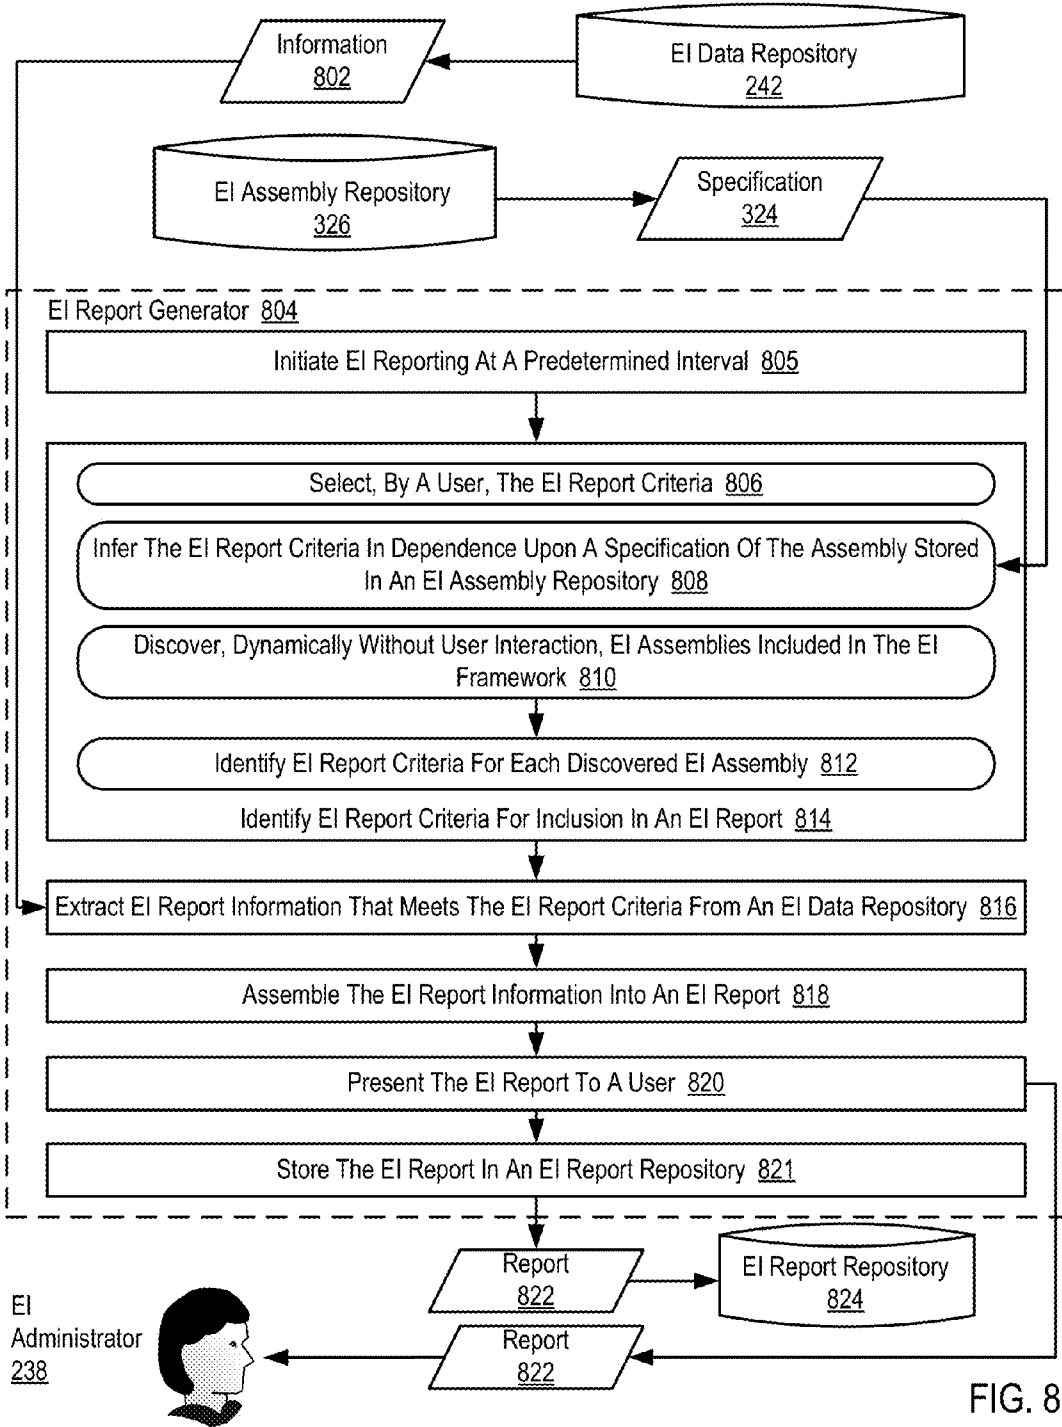 Information
802
EI Data Repository
242
EI Assembly Repository
326
Specification
324
EI Report Generator 804
Initiate EI Reporting At A Predetermined Interval 805
Select, By A User, The EI Report Criteria 806
Infer The EI Report Criteria In Dependence Upon A Specification Of The Assembly Stored
In An EI Assembly Repository 808
Discover, Dynamically Without User Interaction, EI Assemblies Included In The EI
Framework 810
Identify EI Report Criteria For Each Discovered EI Assembly 812
Identify EI Report Criteria For Inclusion In An EI Report 814
Extract EI Report Information That Meets The EI Report Criteria From An EI Data Repository 816
Assemble The EI Report Information Into An EI Report 818
Present The EI Report To A User 820
Store The EI Report In An EI Report Repository 821
Report
822
EI Report Repository
824
EI
Administrator
238
Report
822
FIG. 8